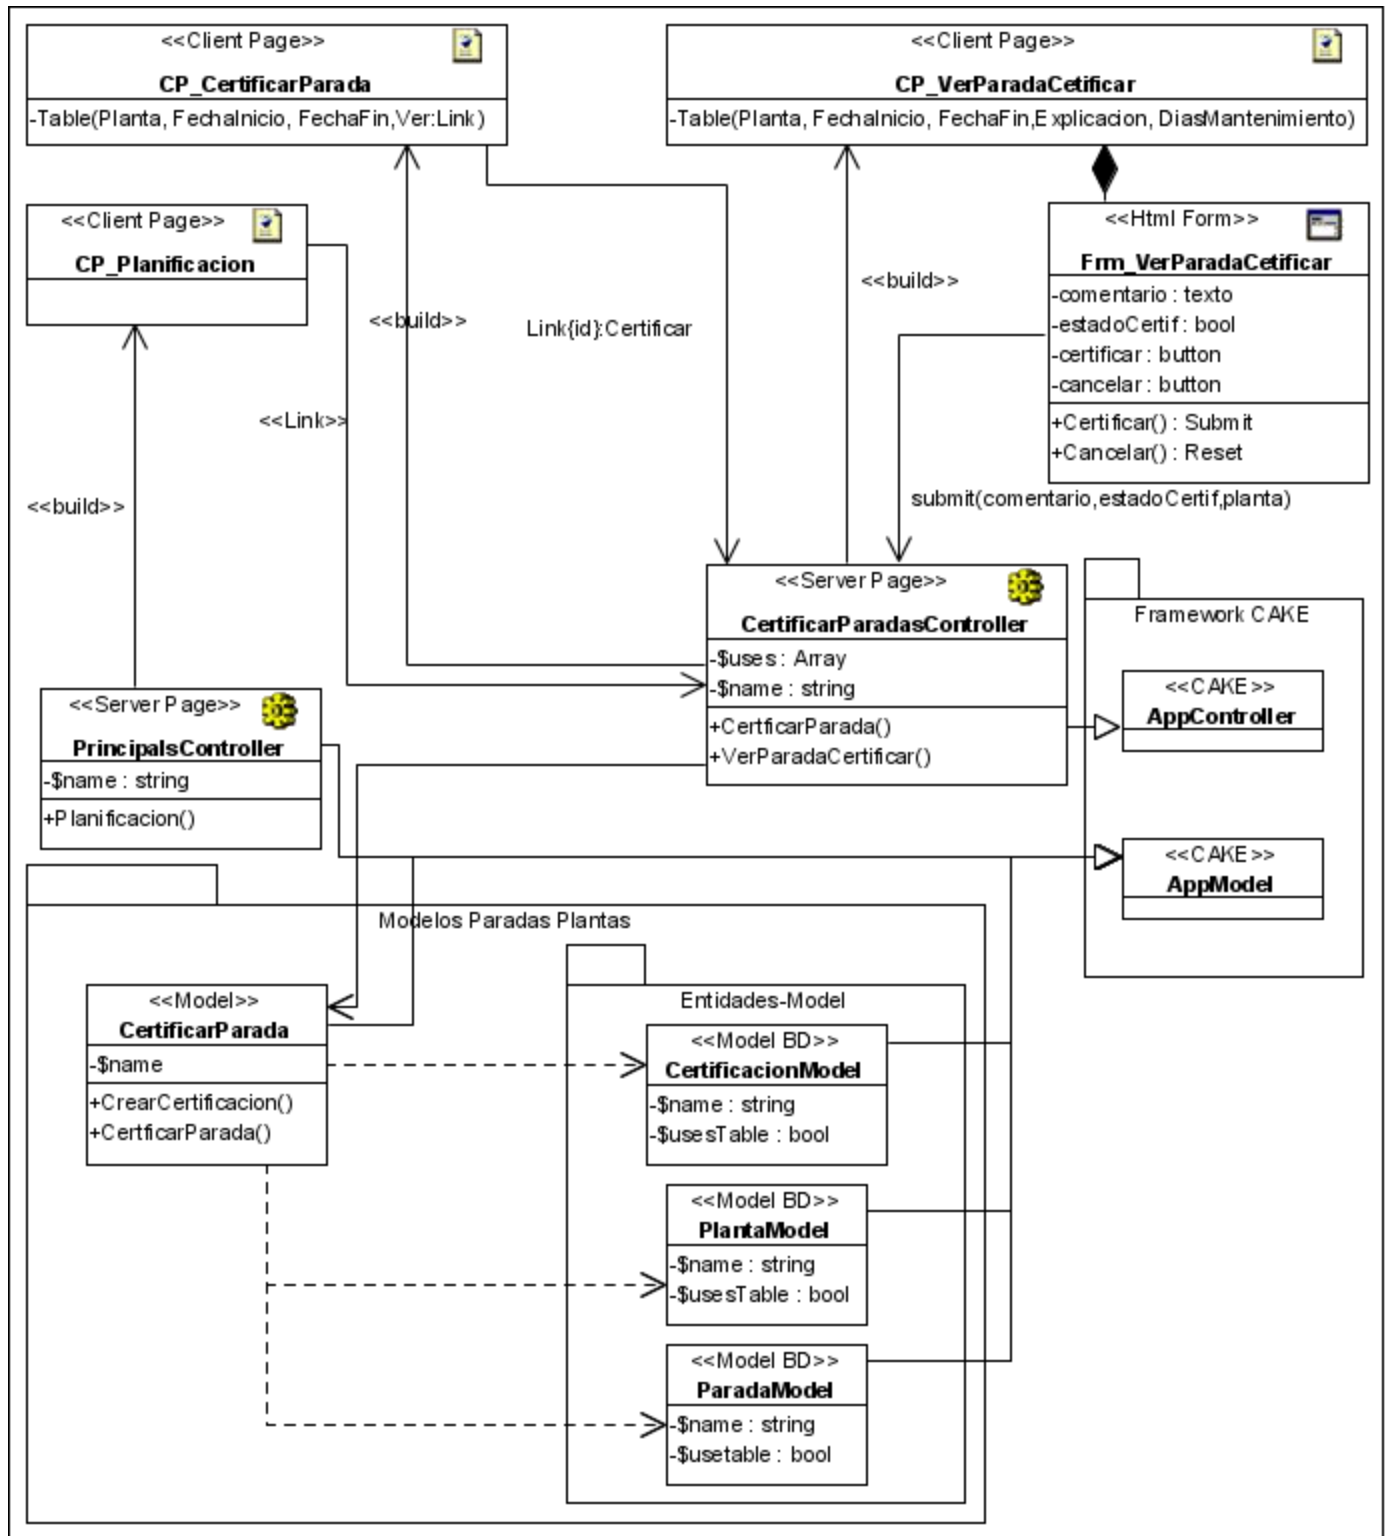 <<Client Page>>
CP_CertificarParada
-Table(Planta, FechaInicio, FechaFin,Ver:Link)
<<Client Page>>
CP_VerParadaCetificar
-Table(Planta, FechaInicio, FechaFin,Explicacion, DiasMantenimiento)
<<Client Page>>
CP_Planificacion
<<Html Form>>
Frm_VerParadaCetificar
-comentario : texto
-estadoCertif : bool
-certificar : button
-cancelar : button
+Certificar() : Submit
+Cancelar() : Reset
<<build>>
<<build>>
Link{id}:Certificar
<<Link>>
<<build>>
submit(comentario,estadoCertif,planta)
<<Server Page>>
CertificarParadasController
-$uses : Array
-$name : string
+CertficarParada()
+VerParadaCertificar()
Framework CAKE
<<CAKE>>
AppController
<<CAKE>>
AppModel
<<Server Page>>
PrincipalsController
-$name : string
+Planificacion()
Modelos Paradas Plantas
<<Model>>
CertificarParada
-$name
+CrearCertificacion()
+CertficarParada()
Entidades-Model
<<Model BD>>
CertificacionModel
-$name : string
-$usesTable : bool
<<Model BD>>
PlantaModel
-$name : string
-$usesTable : bool
<<Model BD>>
ParadaModel
-$name : string
-$usetable : bool